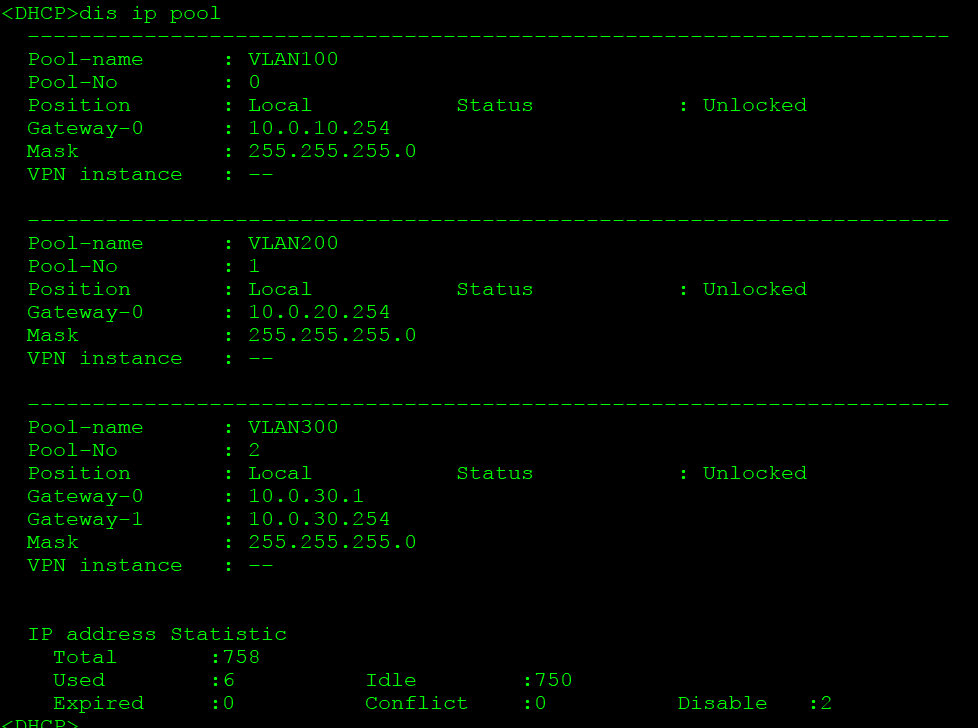 <DHCP>dis ip pool
-----------------------------------------------------------------------
Pool-name : VLAN100
Pool-No : 0
Position : Local Status : Unlocked
Gateway-0 : 10.0.10.254
Mask : 255.255.255.0
VPN instance : --
-----------------------------------------------------------------------
Pool-name : VLAN200
Pool-No : 1
Position : Local Status : Unlocked
Gateway-0 : 10.0.20.254
Mask : 255.255.255.0
VPN instance : --
-----------------------------------------------------------------------
Pool-name : VLAN300
Pool-No : 2
Position : Local Status : Unlocked
Gateway-0 : 10.0.30.1
Gateway-1 : 10.0.30.254
Mask : 255.255.255.0
VPN instance : --
IP address Statistic
Total :758
Used :6 Idle :750
Expired :0 Conflict :0 Disable :2
<DHCP>